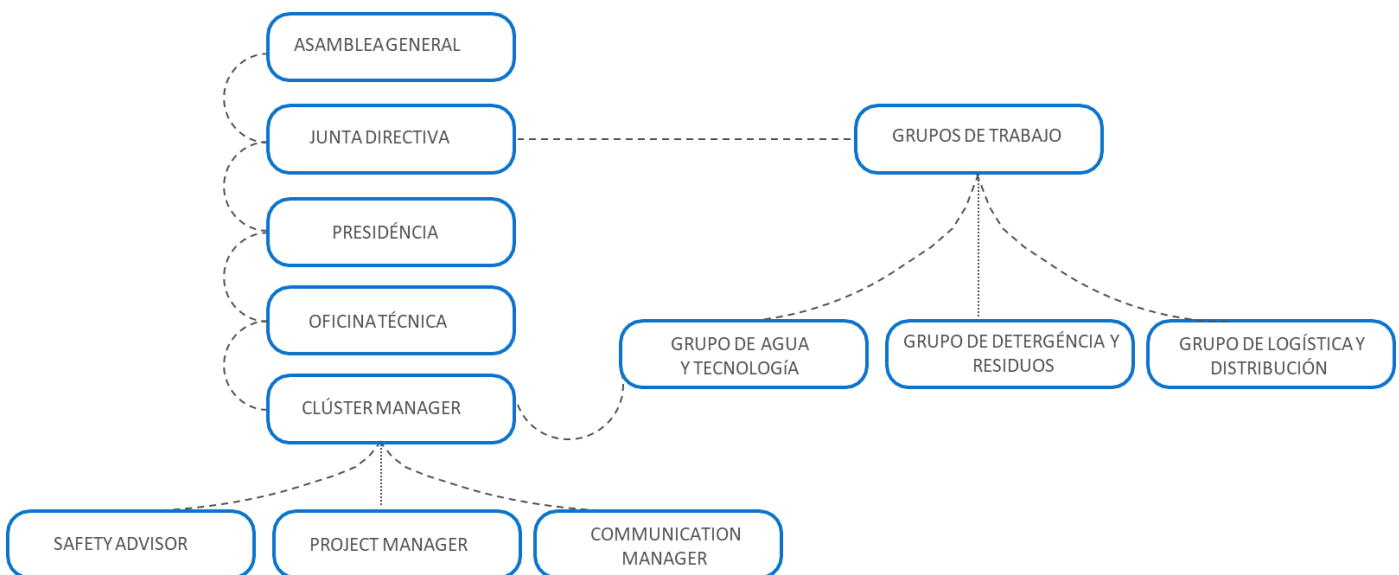 ASAMBLEA GENERAL
JUNTA DIRECTIVA
GRUPOS DE TRABAJO
PRESIDÉNCIA
OFICINA TÉCNICA
GRUPO DE AGUA
Y TECNOLOGíA
GRUPO DE DETERGÉNCIA Y
RESIDUOS
GRUPO DE LOGÍSTICA Y
DISTRIBUCIÓN
CLÚSTER MANAGER
SAFETY ADVISOR
PROJECT MANAGER
COMMUNICATION
MANAGER